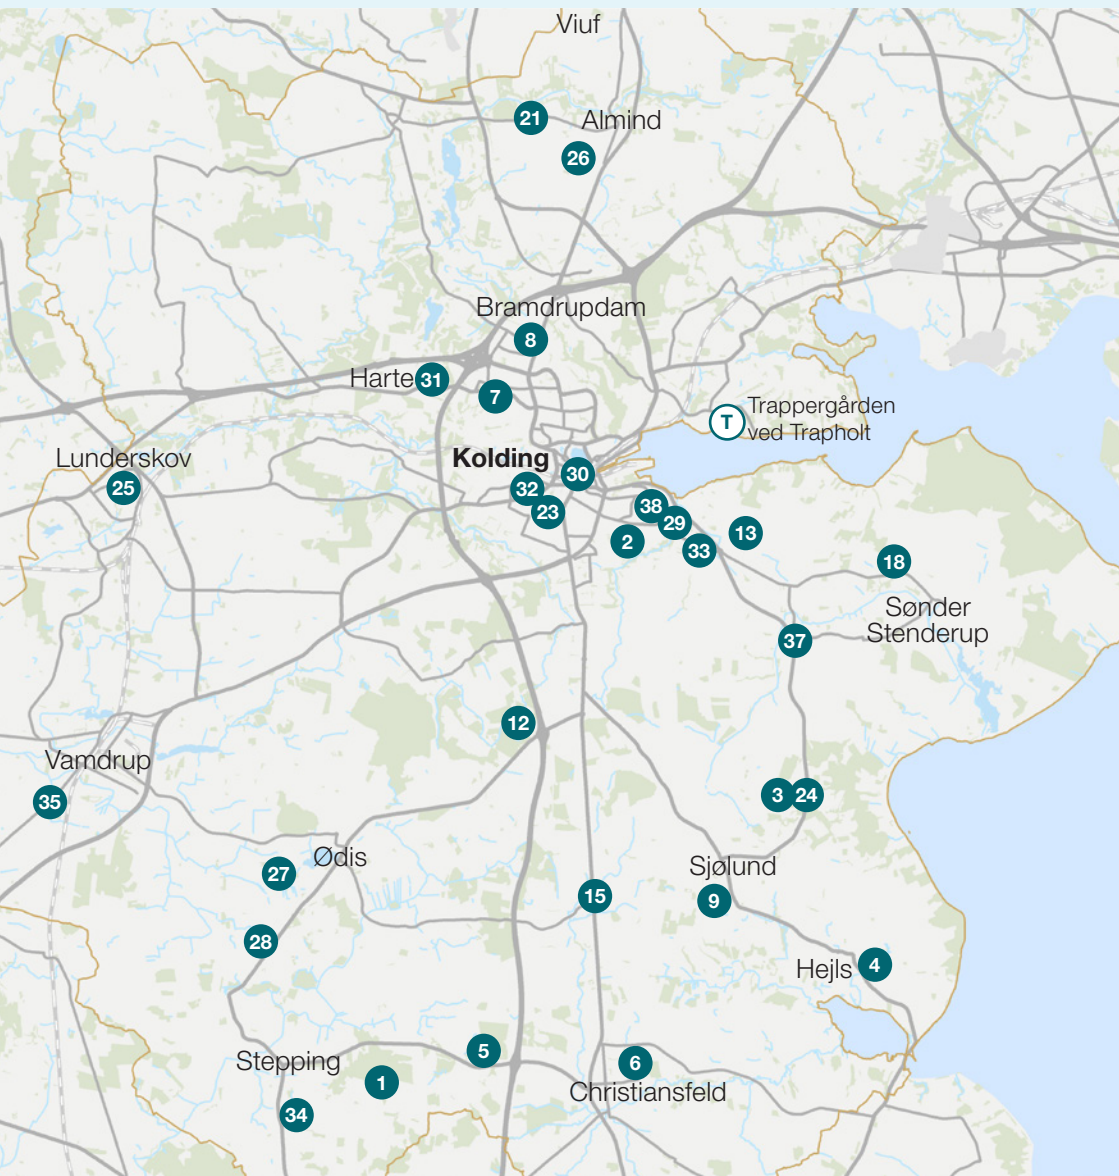 Viuf
21
Almind
26
Bramdrupdam
8
Harte
31
7
Trappergården
T
ved Trapholt
Lunderskov
25
Kolding
30
32
23
38
29
2
33
13
18
Sønder
Stenderup
37
12
Vamdrup
35
3
24
Ødis
27
Sjølund
9
15
28
Hejls
4
5
6
Christiansfeld
Stepping
1
34